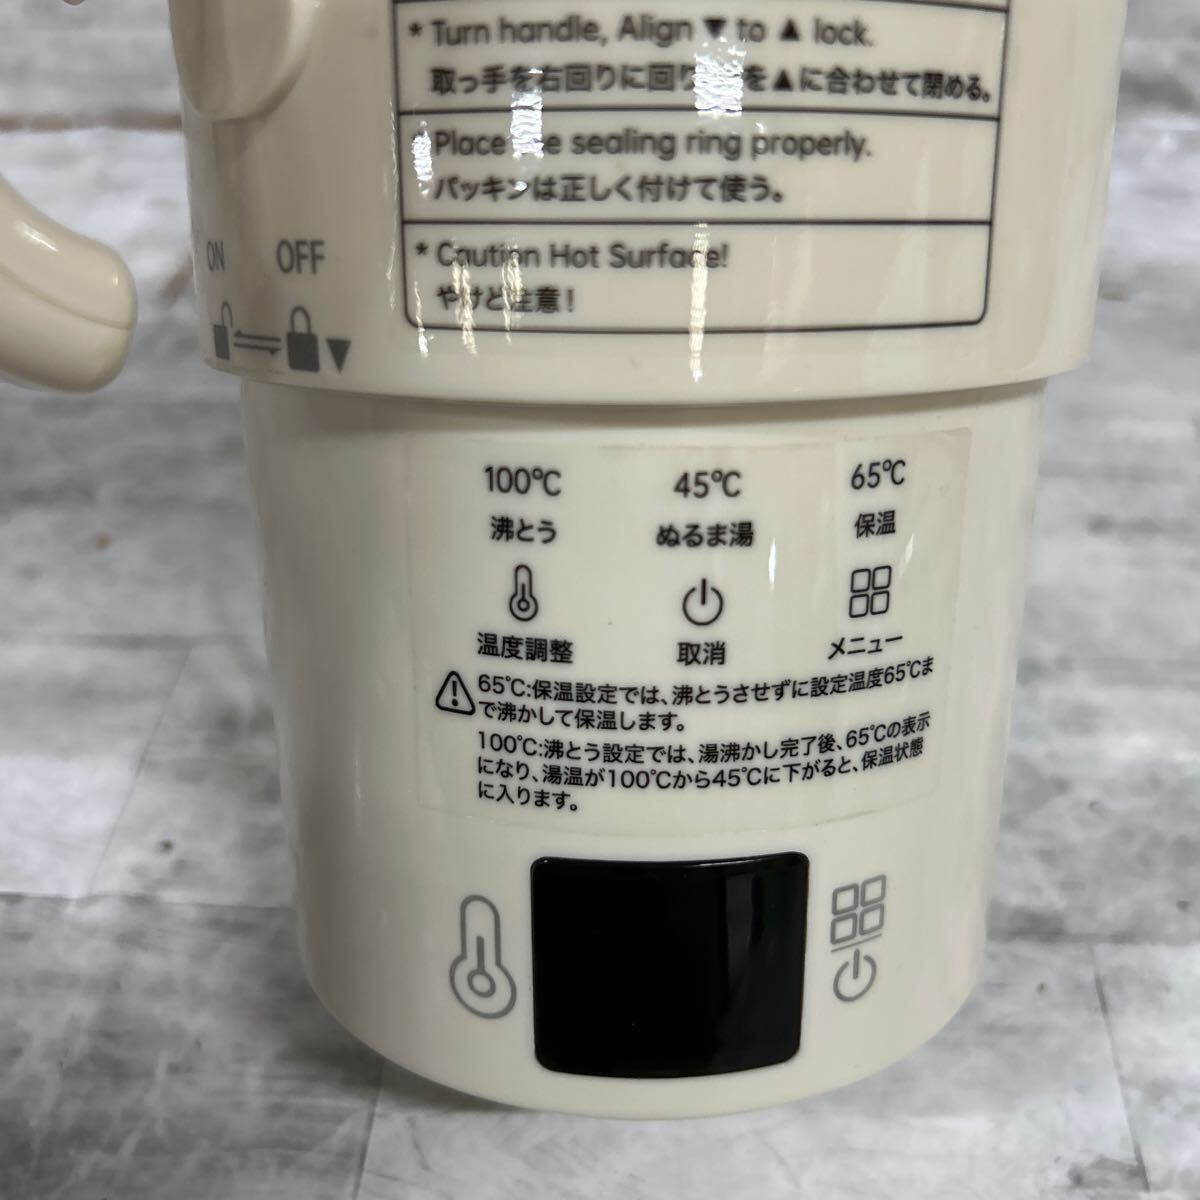 * Turn handle, Align ▼ to ▲ lock.
取っ手を右回りに回り を▲に合わせて閉める。
* Place sealing ring properly.
パッキンは正しく付けて使う。
* Caution Hot Surface!
やけど注意！
ON OFF
▼
100℃ 45℃ 65℃
沸とう ぬるま湯 保温
温度調整 取消 メニュー
65℃:保温設定では、沸とうさせずに設定温度65℃ま
で沸かして保温します。
100℃:沸とう設定では、湯沸かし完了後、65℃の表示
になり、湯温が100℃から45℃に下がると、保温状態
に入ります。